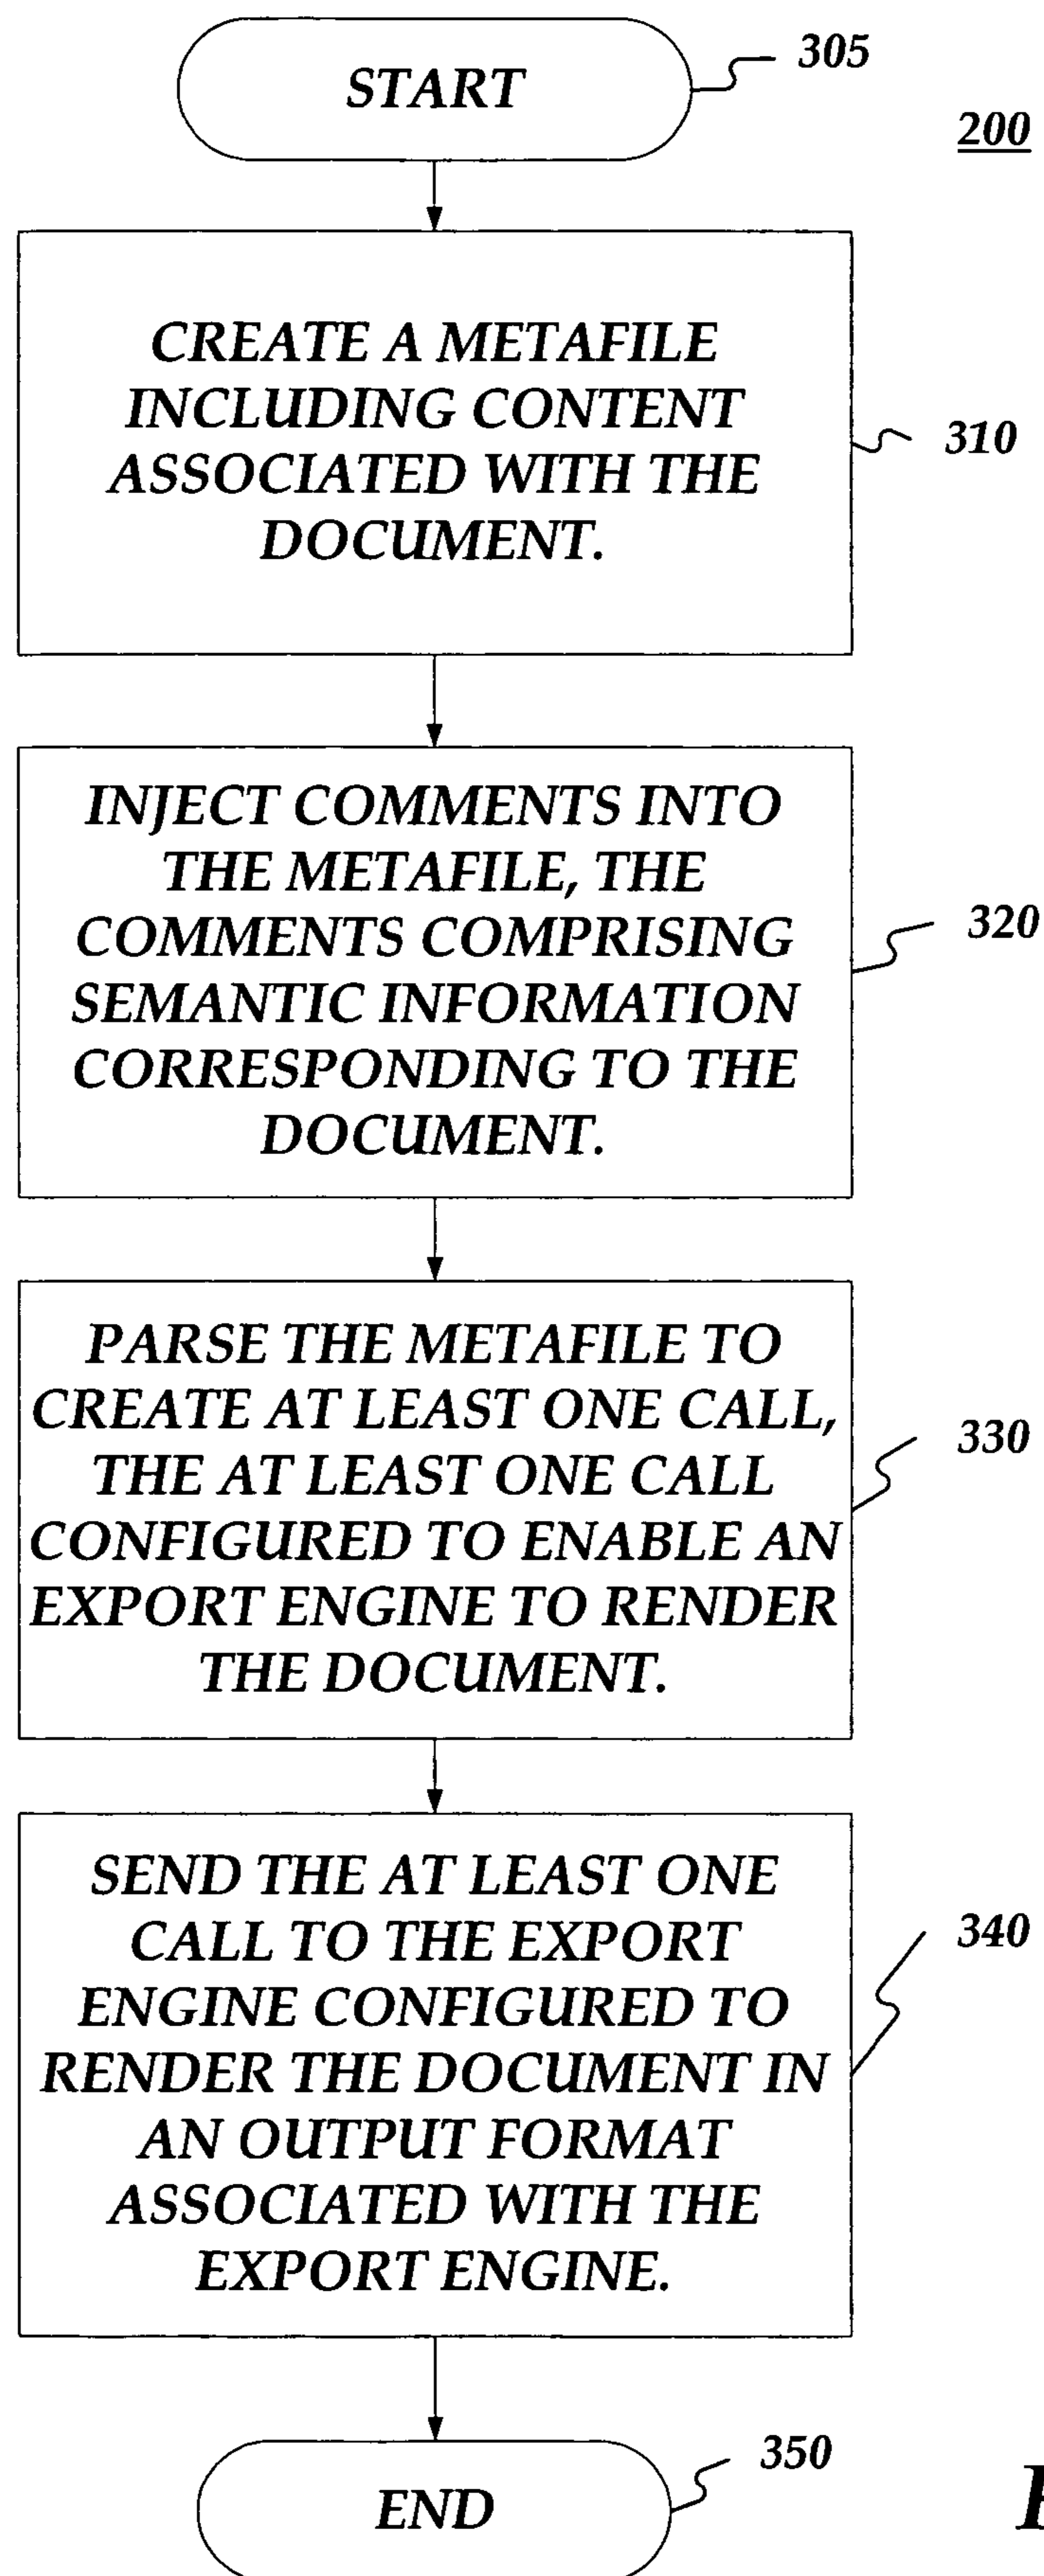 START
305
200
CREATE A METAFILE
INCLUDING CONTENT
ASSOCIATED WITH THE
DOCUMENT.
310
INJECT COMMENTS INTO
THE METAFILE, THE
COMMENTS COMPRISING
SEMANTIC INFORMATION
CORRESPONDING TO THE
DOCUMENT.
320
PARSE THE METAFILE TO
CREATE AT LEAST ONE CALL,
THE AT LEAST ONE CALL
CONFIGURED TO ENABLE AN
EXPORT ENGINE TO RENDER
THE DOCUMENT.
330
SEND THE AT LEAST ONE
CALL TO THE EXPORT
ENGINE CONFIGURED TO
RENDER THE DOCUMENT IN
AN OUTPUT FORMAT
ASSOCIATED WITH THE
EXPORT ENGINE.
340
END
350